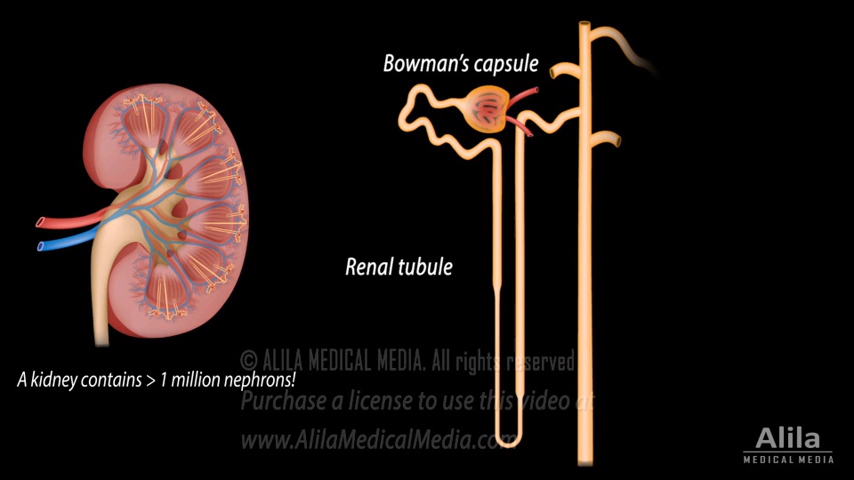 Bowman's capsule
Renal tubule
A kidney contains > 1 million nephrons!
© ALILA MEDICAL MEDIA. All rights reserved
Purchase a license to use this video at
www.AlilaMedicalMedia.com
Alila
MEDICAL MEDIA